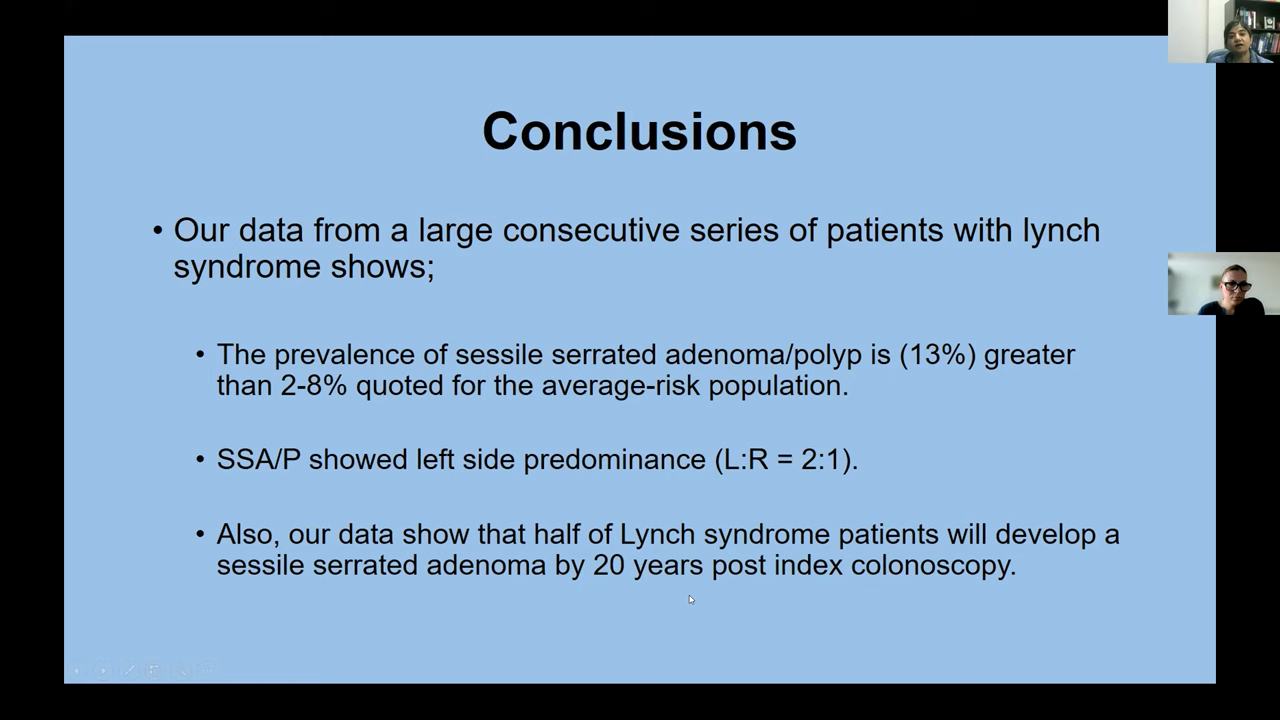 Conclusions
• Our data from a large consecutive series of patients with lynch
syndrome shows;
• The prevalence of sessile serrated adenoma/polyp is (13%) greater
than 2-8% quoted for the average-risk population.
• SSA/P showed left side predominance (L:R = 2:1).
• Also, our data show that half of Lynch syndrome patients will develop a
sessile serrated adenoma by 20 years post index colonoscopy.